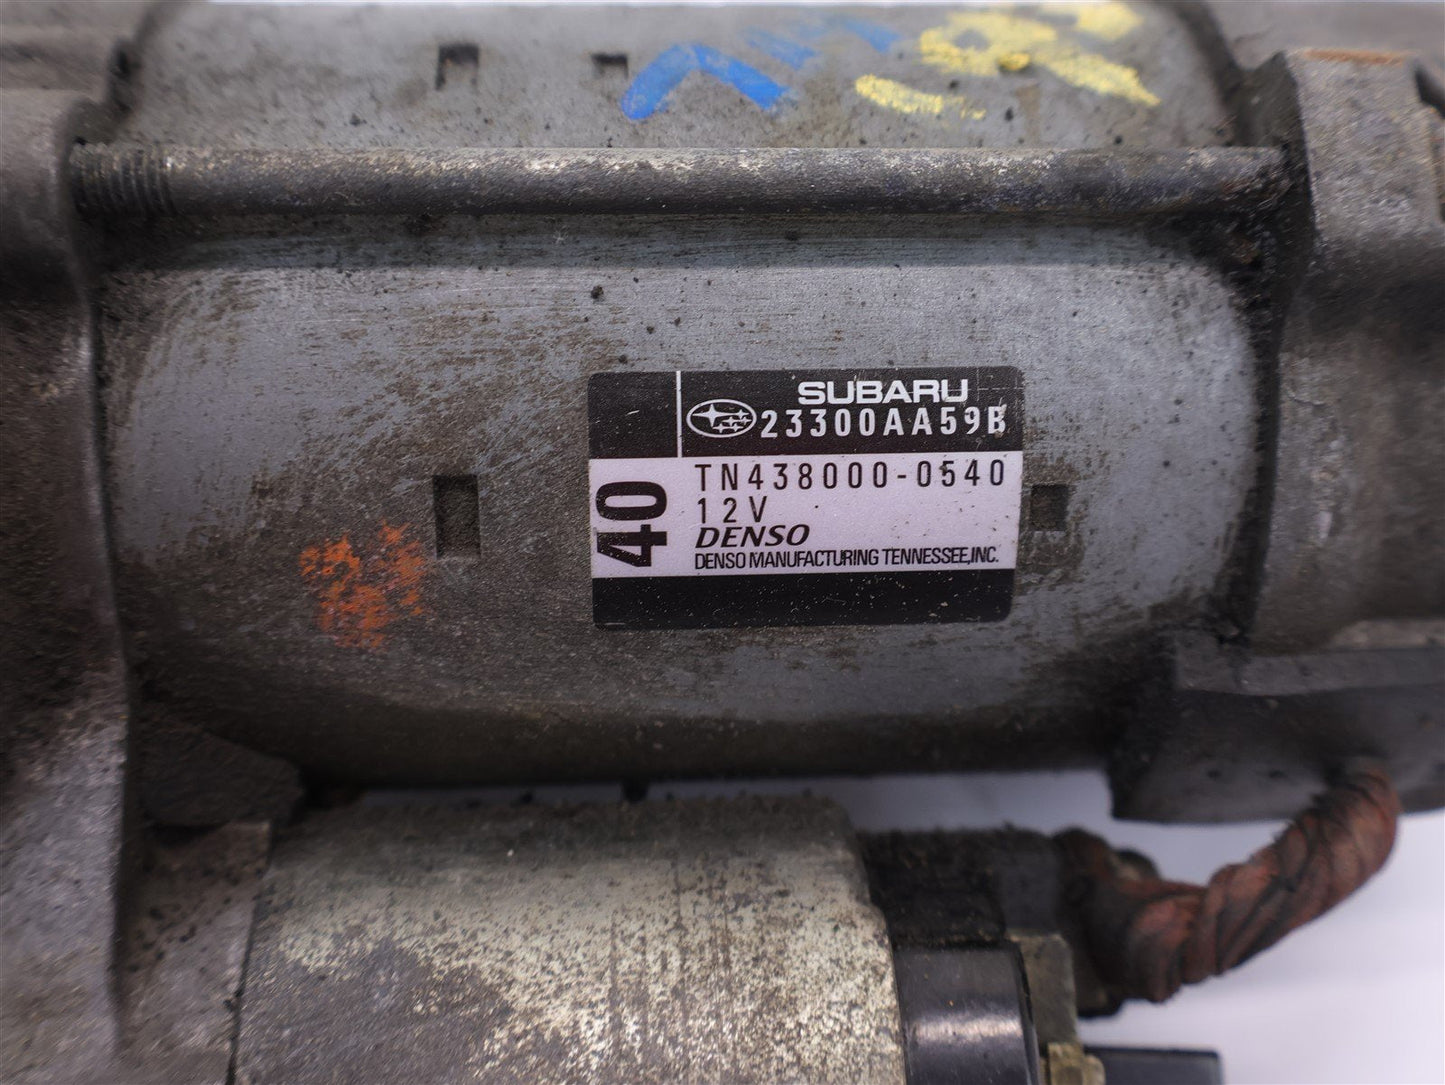 SUBARU
23300AA59B
TN438000-0540
12V
DENSO
DENSO MANUFACTURING TENNESSEE,INC.
40